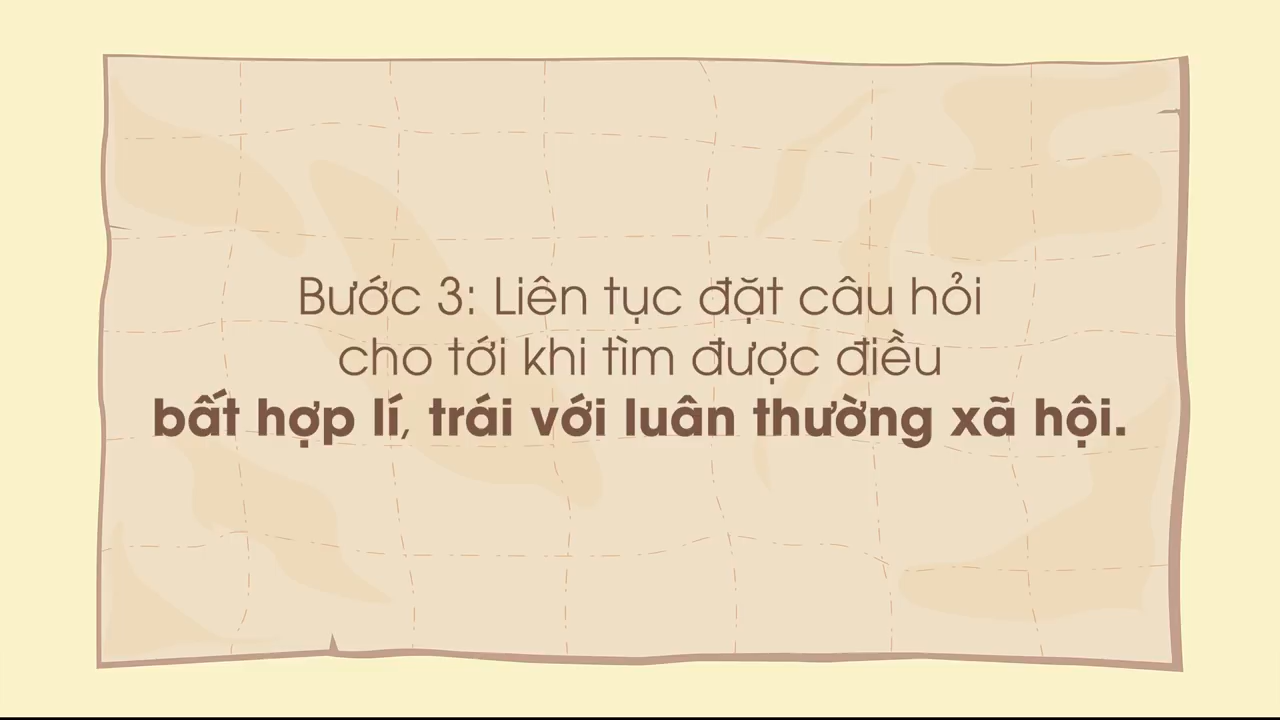 Bước 3: Liên tục đặt câu hỏi
cho tới khi tìm được điều
bất hợp lí, trái với luân thường xã hội.